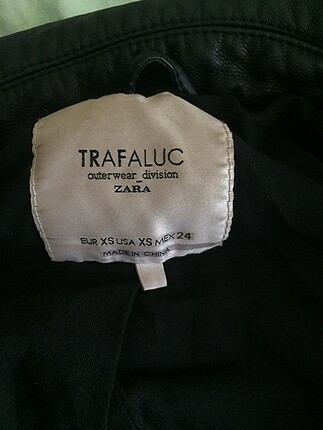 TRAFALUC
outerwear_division
ZARA
EUR XS USA XS MEX 24
MADE IN CHINA